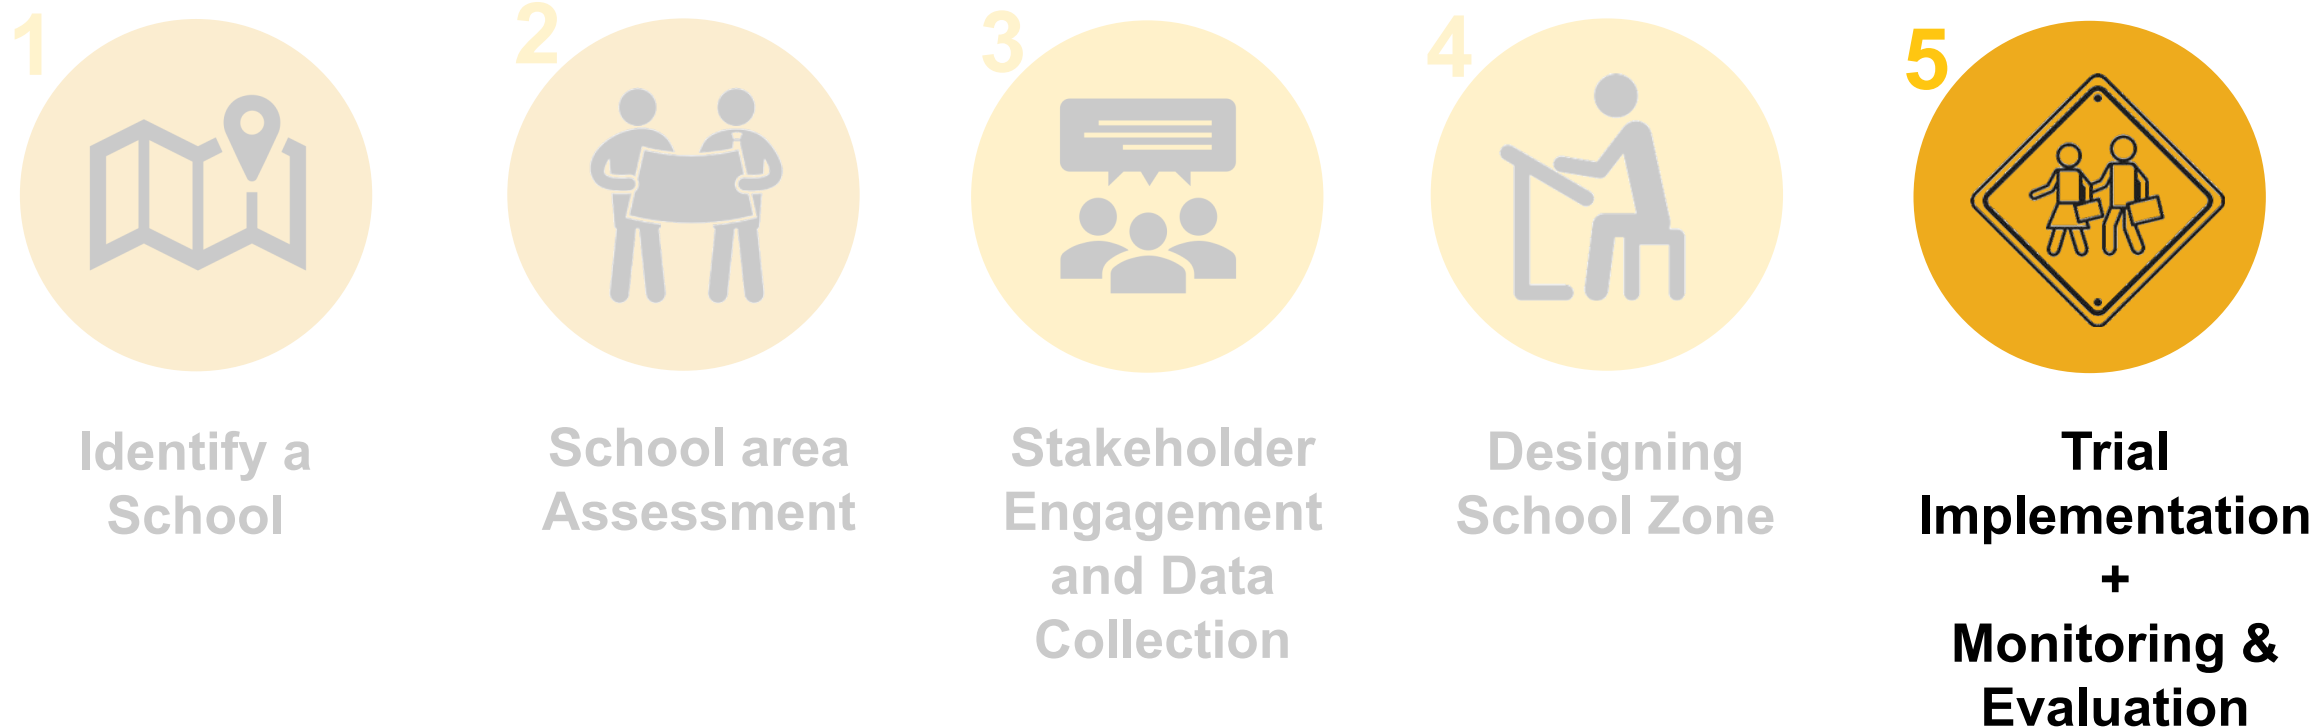 1
Identify a
School
2
School area
Assessment
3
Stakeholder
Engagement
and Data
Collection
4
Designing
School Zone
5
Trial
Implementation
+
Monitoring &
Evaluation